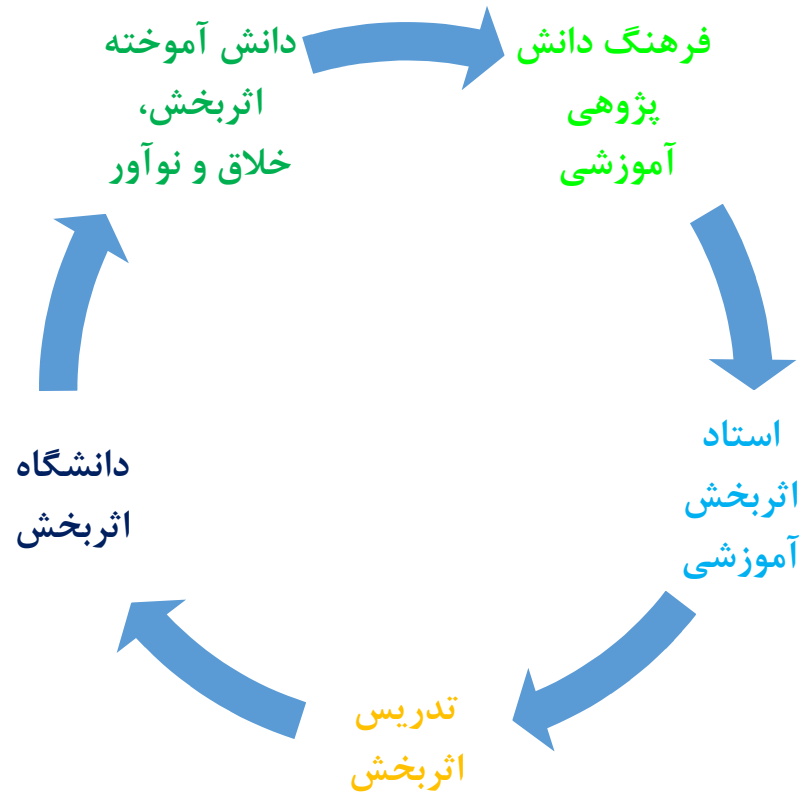 فرهنگ دانش
پژوهی
آموزشی
استاد
اثربخش
آموزشی
تدریس
اثربخش
دانشگاه
اثربخش
دانش آموخته
اثربخش،
خلاق و نوآور